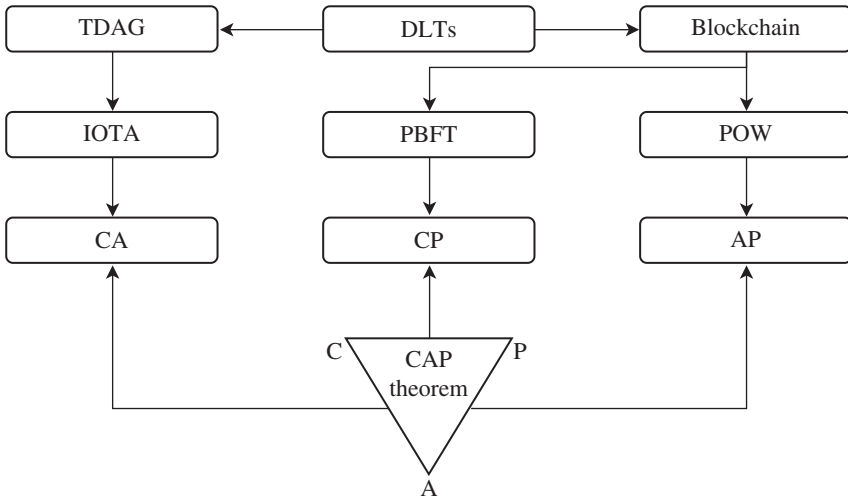 TDAG
DLTs
Blockchain
IOTA
PBFT
POW
CA
CP
AP
C
CAP
theorem
P
A